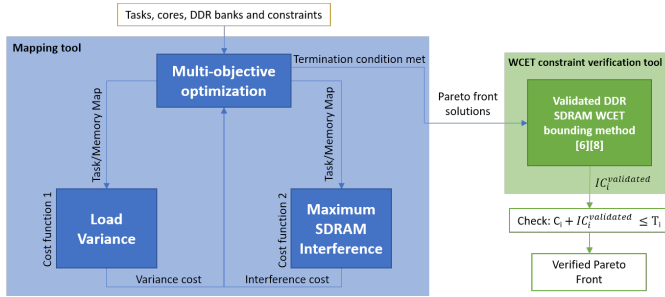 Tasks, cores, DDR banks and constraints
Mapping tool
Multi-objective
optimization
Termination condition met
Task/Memory Map
Task/Memory Map
Cost function 1
Load
Variance
Cost function 2
Maximum
SDRAM
Interference
Variance cost
Interference cost
Pareto front
solutions
WCET constraint verification tool
Validated DDR
SDRAM WCET
bounding method
[6][8]
IC_i^{validated}
Check: C_i + IC_i^{validated} ≤ T_i
Verified Pareto
Front